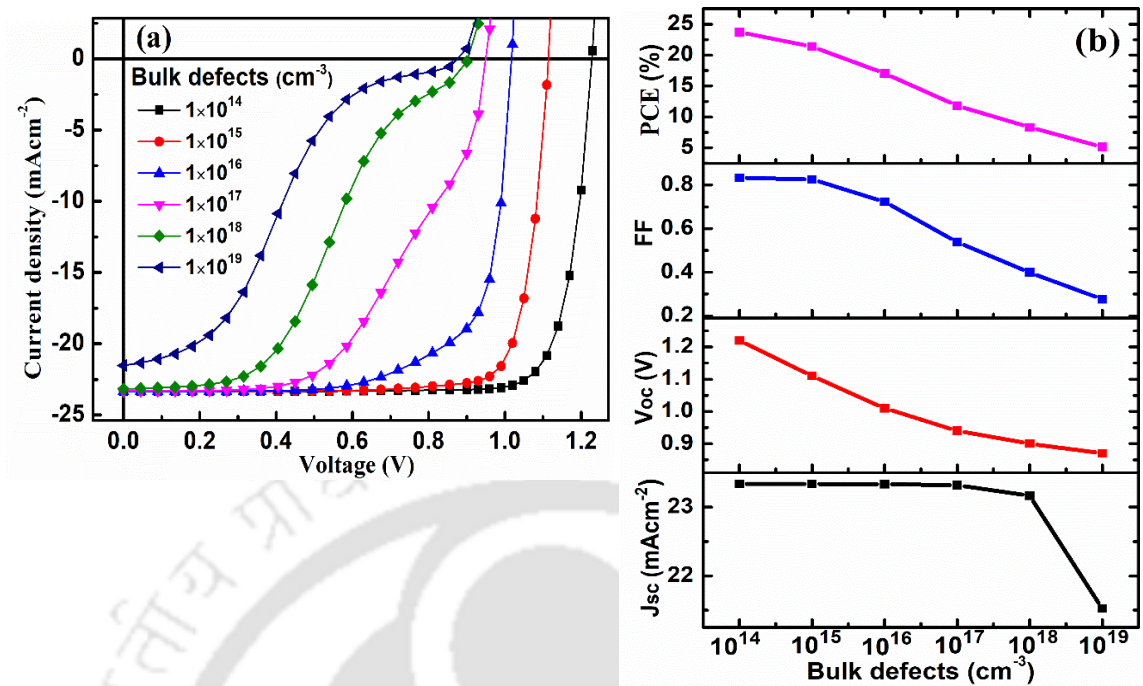 (a)
Bulk defects (cm⁻³)
1×10¹⁴
1×10¹⁵
1×10¹⁶
1×10¹⁷
1×10¹⁸
1×10¹⁹
0
-5
-10
-15
-20
-25
Current density (mAcm⁻²)
0.0 0.2 0.4 0.6 0.8 1.0 1.2
Voltage (V)
(b)
25
20
15
10
5
PCE (%)
0.8
0.6
0.4
0.2
FF
1.2
1.1
1.0
0.9
Voc (V)
23
22
Jsc (mAcm⁻²)
10¹⁴ 10¹⁵ 10¹⁶ 10¹⁷ 10¹⁸ 10¹⁹
Bulk defects (cm⁻³)